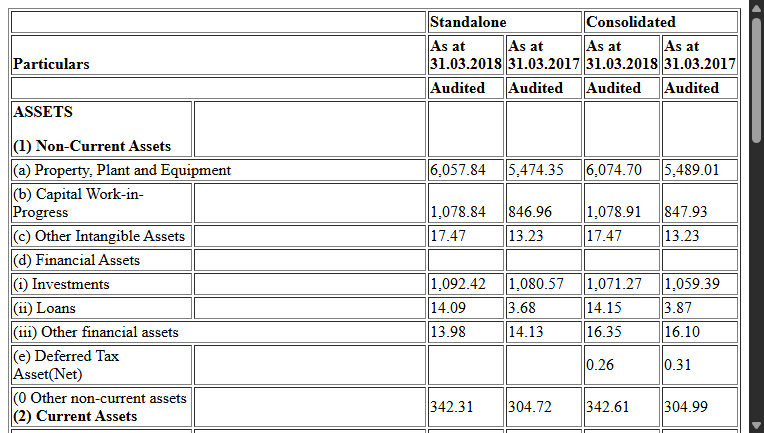 Standalone Consolidated
Particulars As at 31.03.2018 As at 31.03.2017 As at 31.03.2018 As at 31.03.2017
Audited Audited Audited Audited
ASSETS
(1) Non-Current Assets
(a) Property, Plant and Equipment 6,057.84 5,474.35 6,074.70 5,489.01
(b) Capital Work-in-
Progress 1,078.84 846.96 1,078.91 847.93
(c) Other Intangible Assets 17.47 13.23 17.47 13.23
(d) Financial Assets
(i) Investments 1,092.42 1,080.57 1,071.27 1,059.39
(ii) Loans 14.09 3.68 14.15 3.87
(iii) Other financial assets 13.98 14.13 16.35 16.10
(e) Deferred Tax
Asset(Net) 0.26 0.31
(0 Other non-current assets
(2) Current Assets 342.31 304.72 342.61 304.99